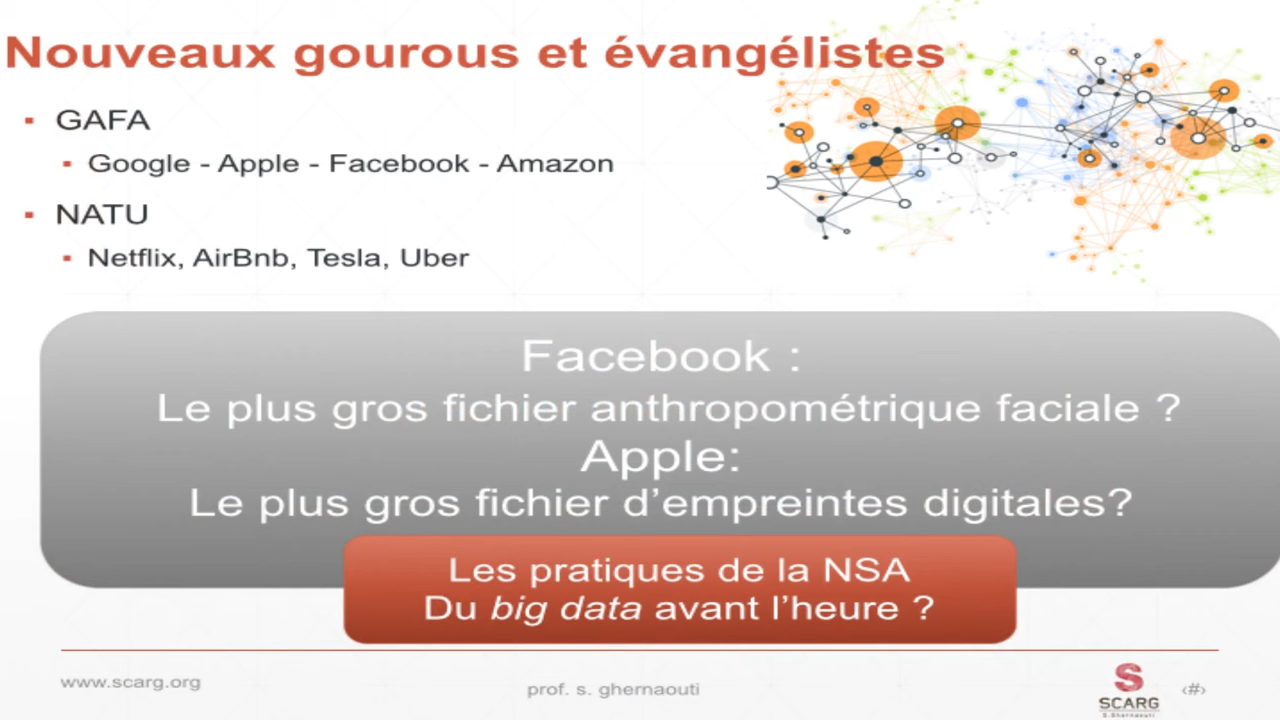 Nouveaux gourous et évangélistes
GAFA
Google - Apple - Facebook - Amazon
NATU
Netflix, AirBnb, Tesla, Uber
Facebook :
Le plus gros fichier anthropométrique faciale ?
Apple:
Le plus gros fichier d’empreintes digitales?
Les pratiques de la NSA
Du big data avant l’heure ?
www.scarg.org
prof. s. ghernaouti
SCARG
S.Ghernaouti
‹#›